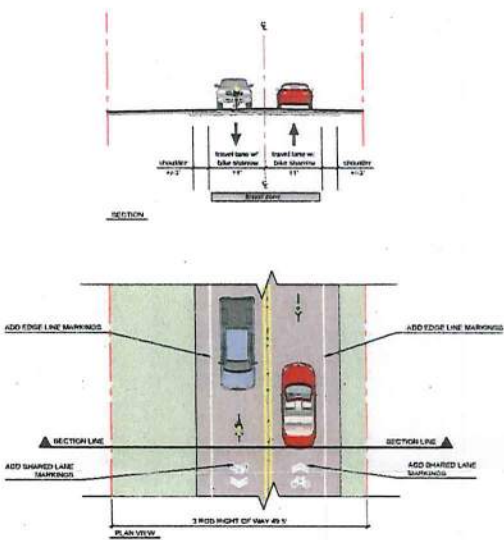 ℄
travel lane w/ travel lane w/
shoulder bike sharrow bike sharrow shoulder
+/-3' 11' 11' +/-3'
℄
travel zone
SECTION
ADD EDGE LINE MARKINGS
ADD EDGE LINE MARKINGS
SECTION LINE
SECTION LINE
ADD SHARED LANE
MARKINGS
ADD SHARED LANE
MARKINGS
3 ROD RIGHT OF WAY 49.5'
PLAN VIEW